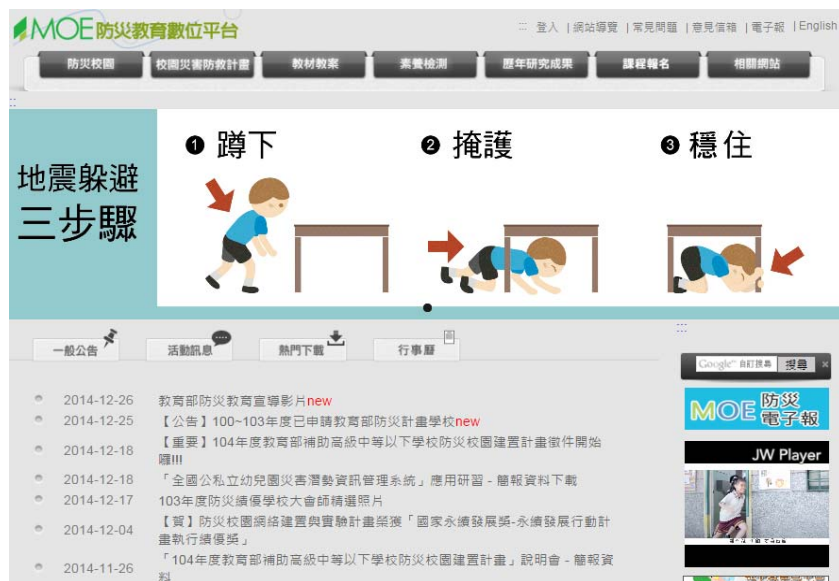 MOE防災教育數位平台
::: 登入 | 網站導覽 | 常見問題 | 意見信箱 | 電子報 | English
防災校園 校園災害防救計畫 教材教案 素養檢測 歷年研究成果 課程報名 相關網站
:::
地震躲避
三步驟
❶ 蹲下
❷ 掩護
❸ 穩住
一般公告 活動訊息 熱門下載 行事曆
2014-12-26 教育部防災教育宣導影片new
2014-12-25 【公告】100~103年度已申請教育部防災計畫學校new
2014-12-18 【重要】104年度教育部補助高級中等以下學校防災校園建置計畫徵件開始
囉!!!
2014-12-18 「全國公私立幼兒園災害潛勢資訊管理系統」應用研習 - 簡報資料下載
2014-12-17 103年度防災績優學校大會師精選照片
2014-12-04 【賀】防災校園網絡建置與實驗計畫榮獲「國家永續發展獎-永續發展行動計
畫執行績優獎」
2014-11-26 「104年度教育部補助高級中等以下學校防災校園建置計畫」說明會 - 簡報資
料
:::
Google 自訂搜尋 搜尋 ×
MOE 防災
電子報
JW Player